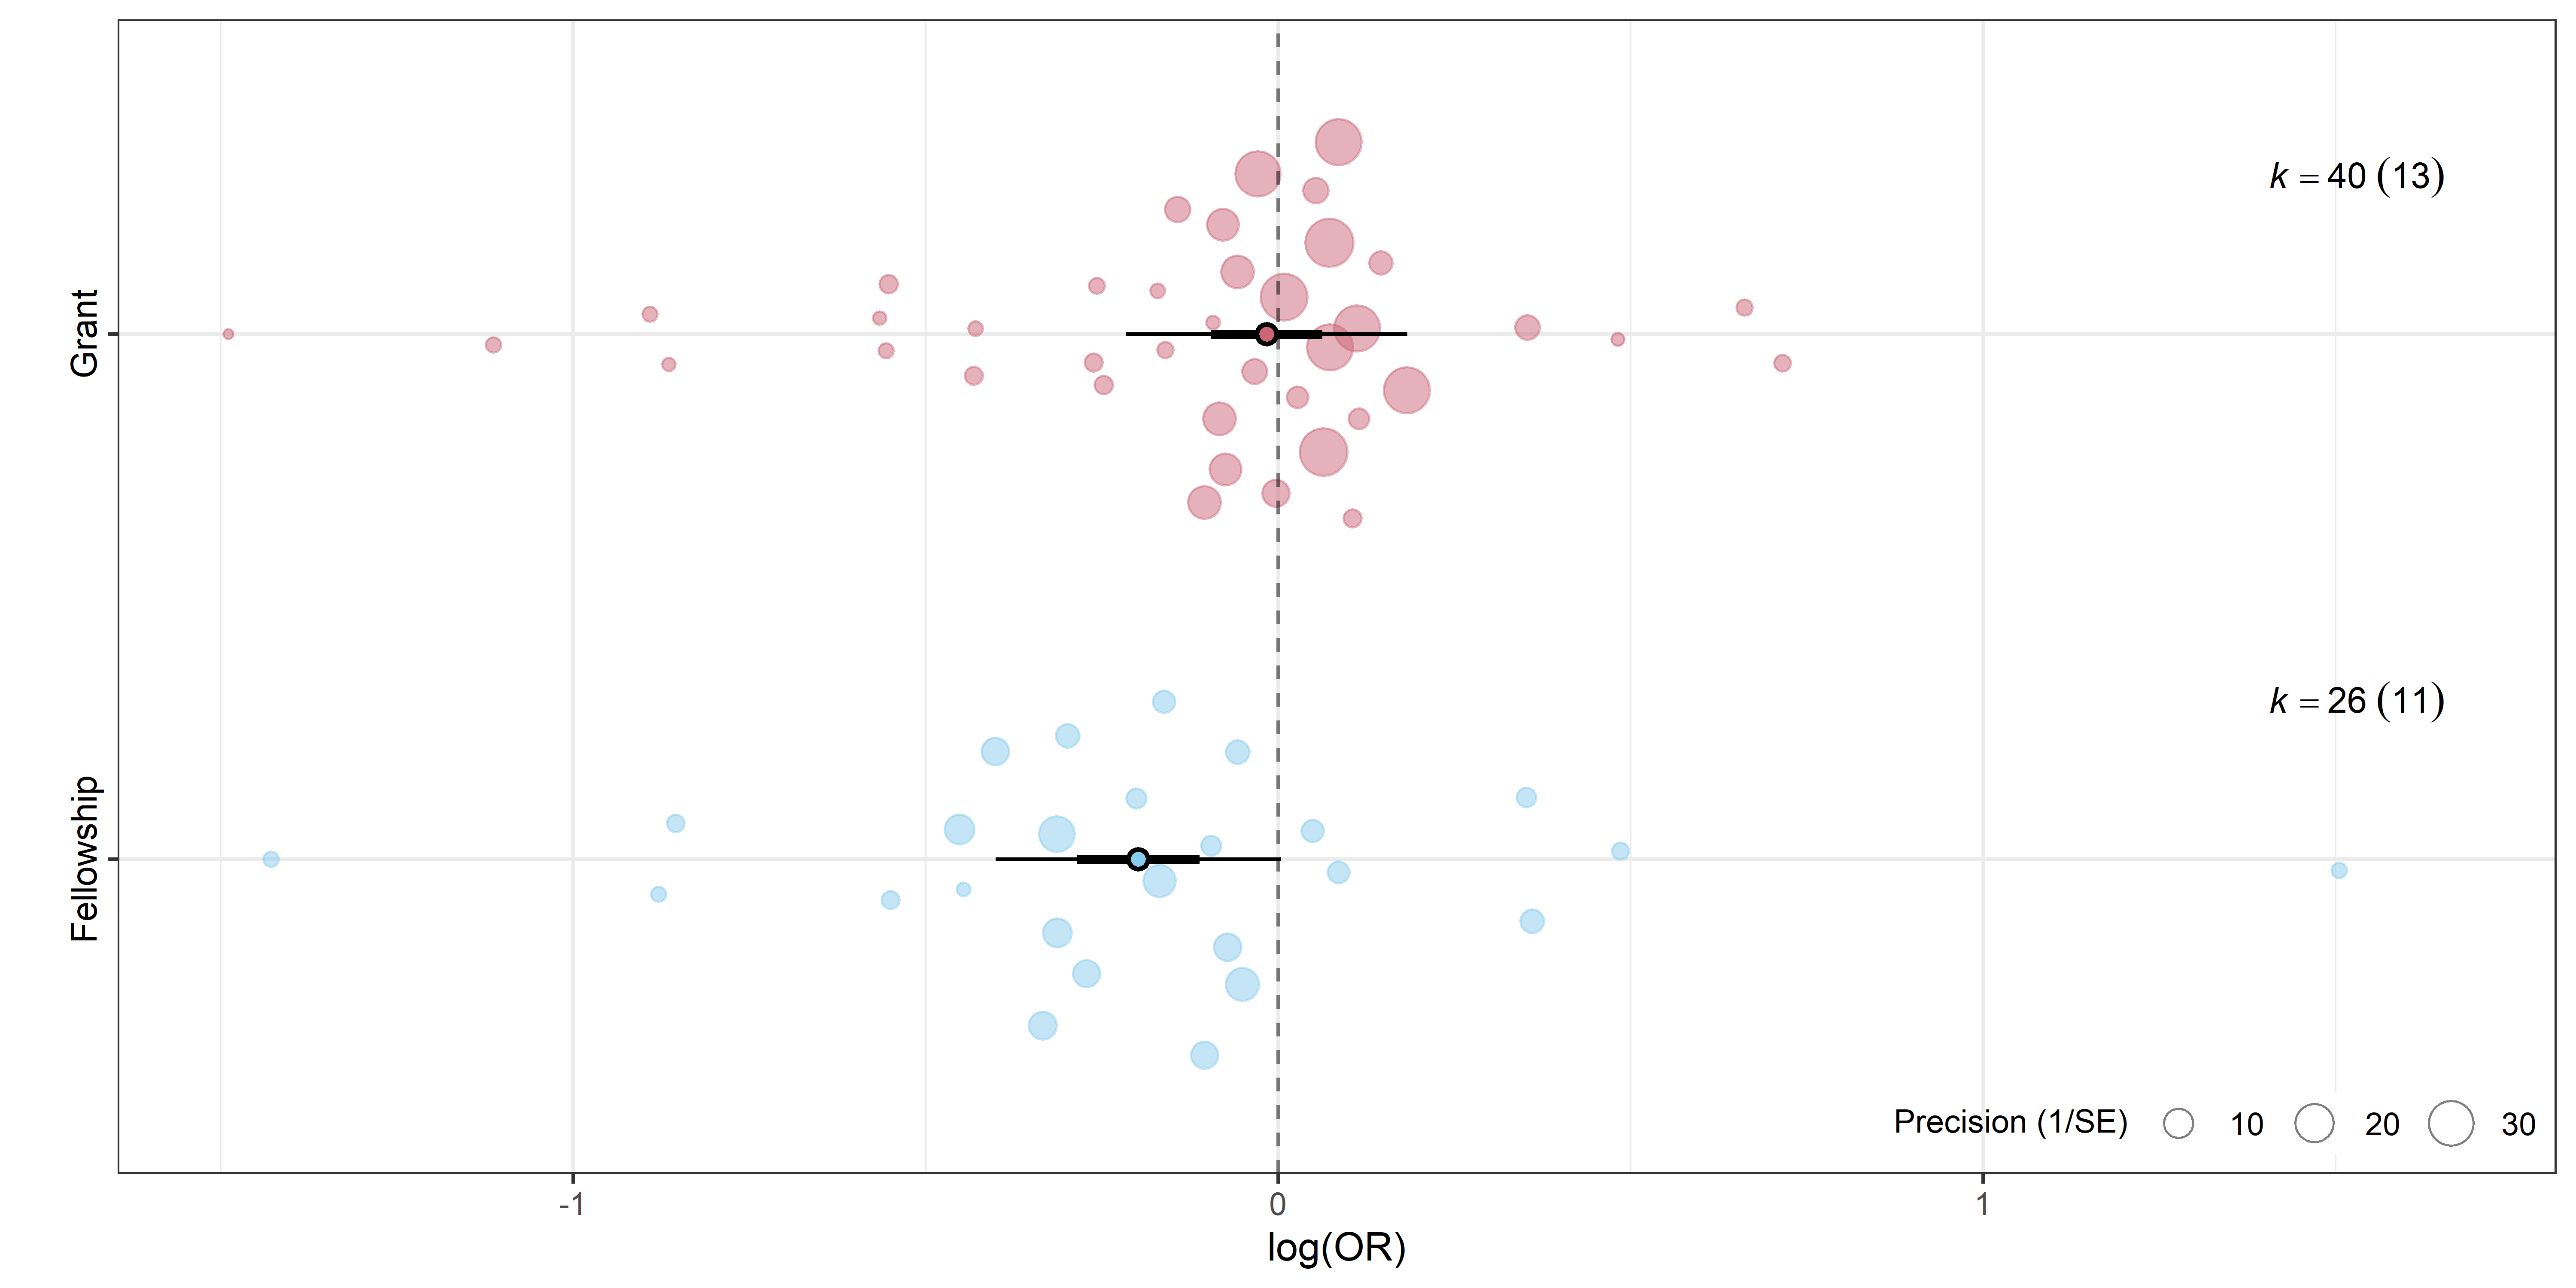 k = 40 (13)
Grant
k = 26 (11)
Fellowship
Precision (1/SE) 10 20 30
-1 0 1
log(OR)